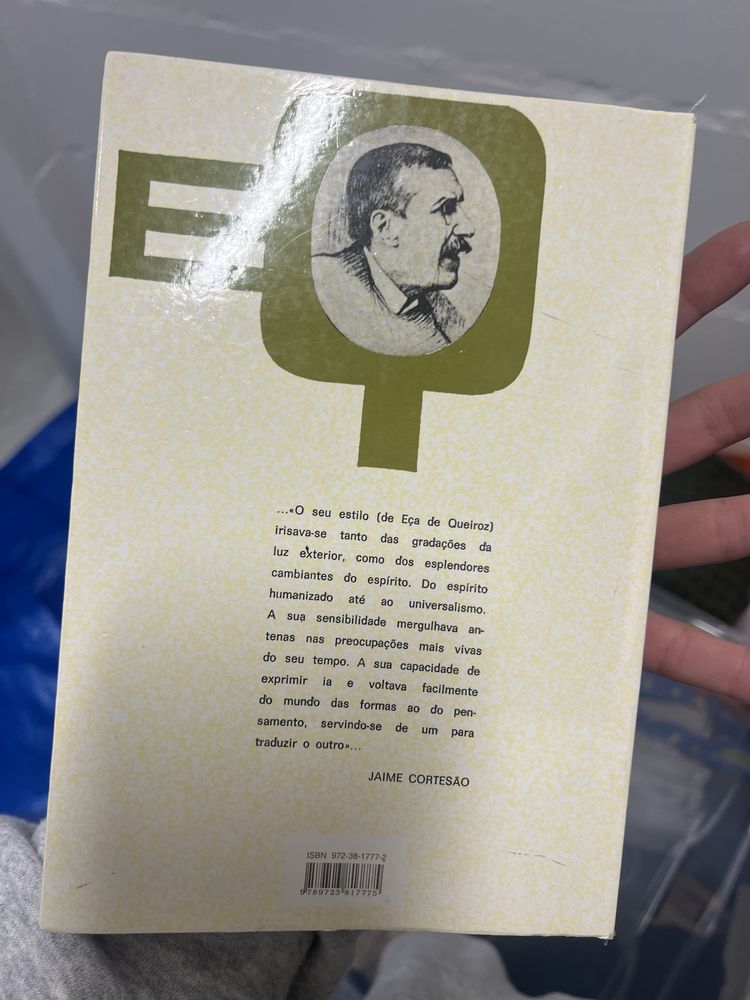 EQ
...«O seu estilo (de Eça de Queiroz)
irisava-se tanto das gradações da
luz exterior, como dos esplendores
cambiantes do espírito. Do espírito
humanizado até ao universalismo.
A sua sensibilidade mergulhava an-
tenas nas preocupações mais vivas
do seu tempo. A sua capacidade de
exprimir ia e voltava facilmente
do mundo das formas ao do pen-
samento, servindo-se de um para
traduzir o outro»...
JAIME CORTESÃO
ISBN 972-38-1777-2
9789723817775